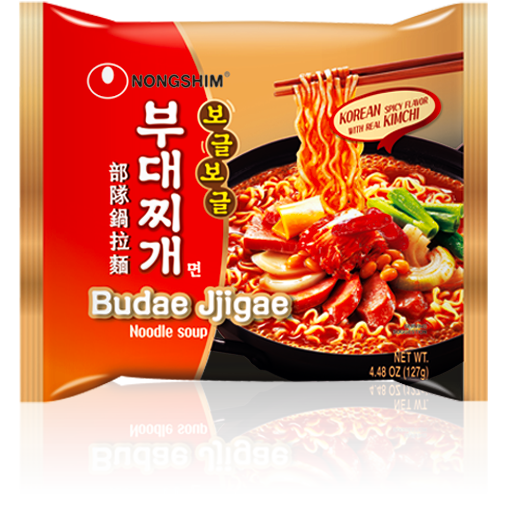 NONGSHIM®
보글보글
부대찌개면
部隊鍋拉麵
Budae Jjigae
Noodle soup
KOREAN SPICY FLAVOR
WITH REAL KIMCHI
NET WT.
4.48 OZ (127g)